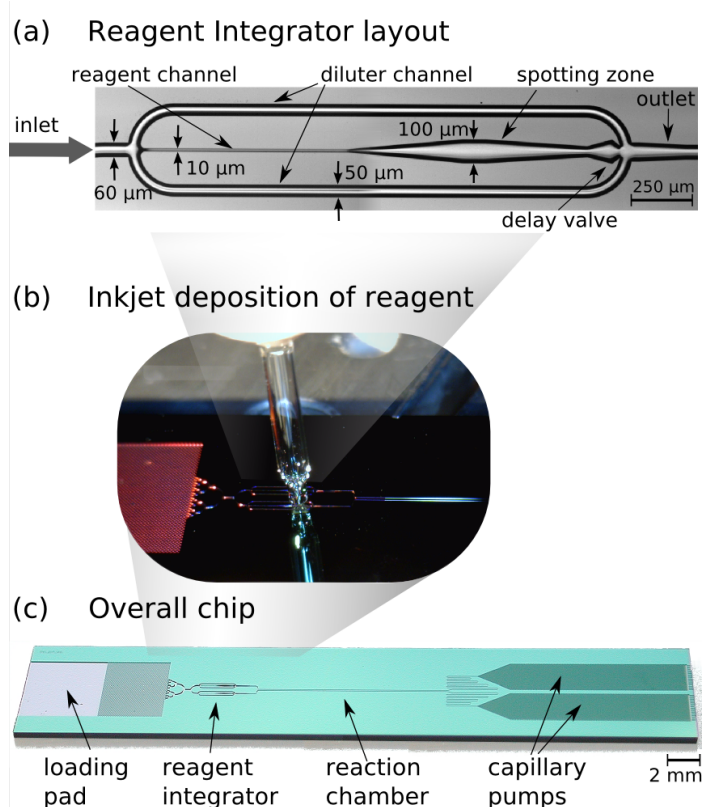 (a) Reagent Integrator layout
reagent channel
diluter channel
spotting zone
outlet
inlet
100 µm
10 µm
50 µm
60 µm
250 µm
delay valve
(b) Inkjet deposition of reagent
(c) Overall chip
loading
pad
reagent
integrator
reaction
chamber
capillary
pumps
2 mm